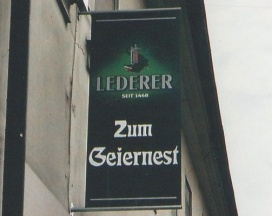 LEDERER
SEIT 1468
Zum
Geiernest